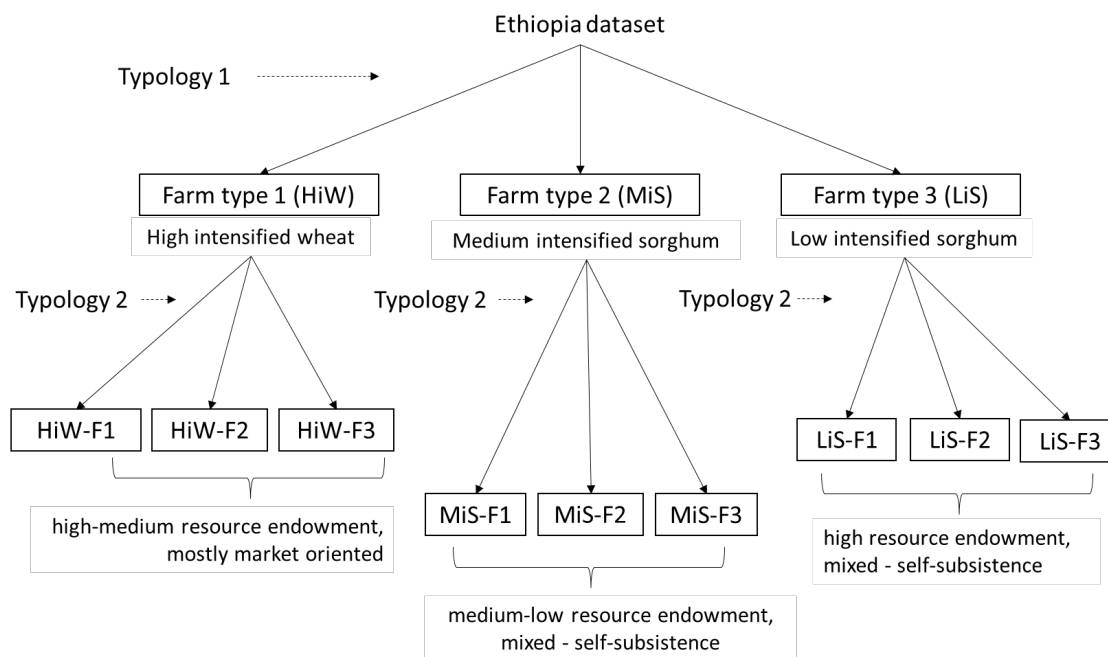 Ethiopia dataset
Typology 1
Farm type 1 (HiW)
Farm type 2 (MiS)
Farm type 3 (LiS)
High intensified wheat
Medium intensified sorghum
Low intensified sorghum
Typology 2
Typology 2
Typology 2
HiW-F1
HiW-F2
HiW-F3
LiS-F1
LiS-F2
LiS-F3
MiS-F1
MiS-F2
MiS-F3
high-medium resource endowment,
mostly market oriented
high resource endowment,
mixed - self-subsistence
medium-low resource endowment,
mixed - self-subsistence